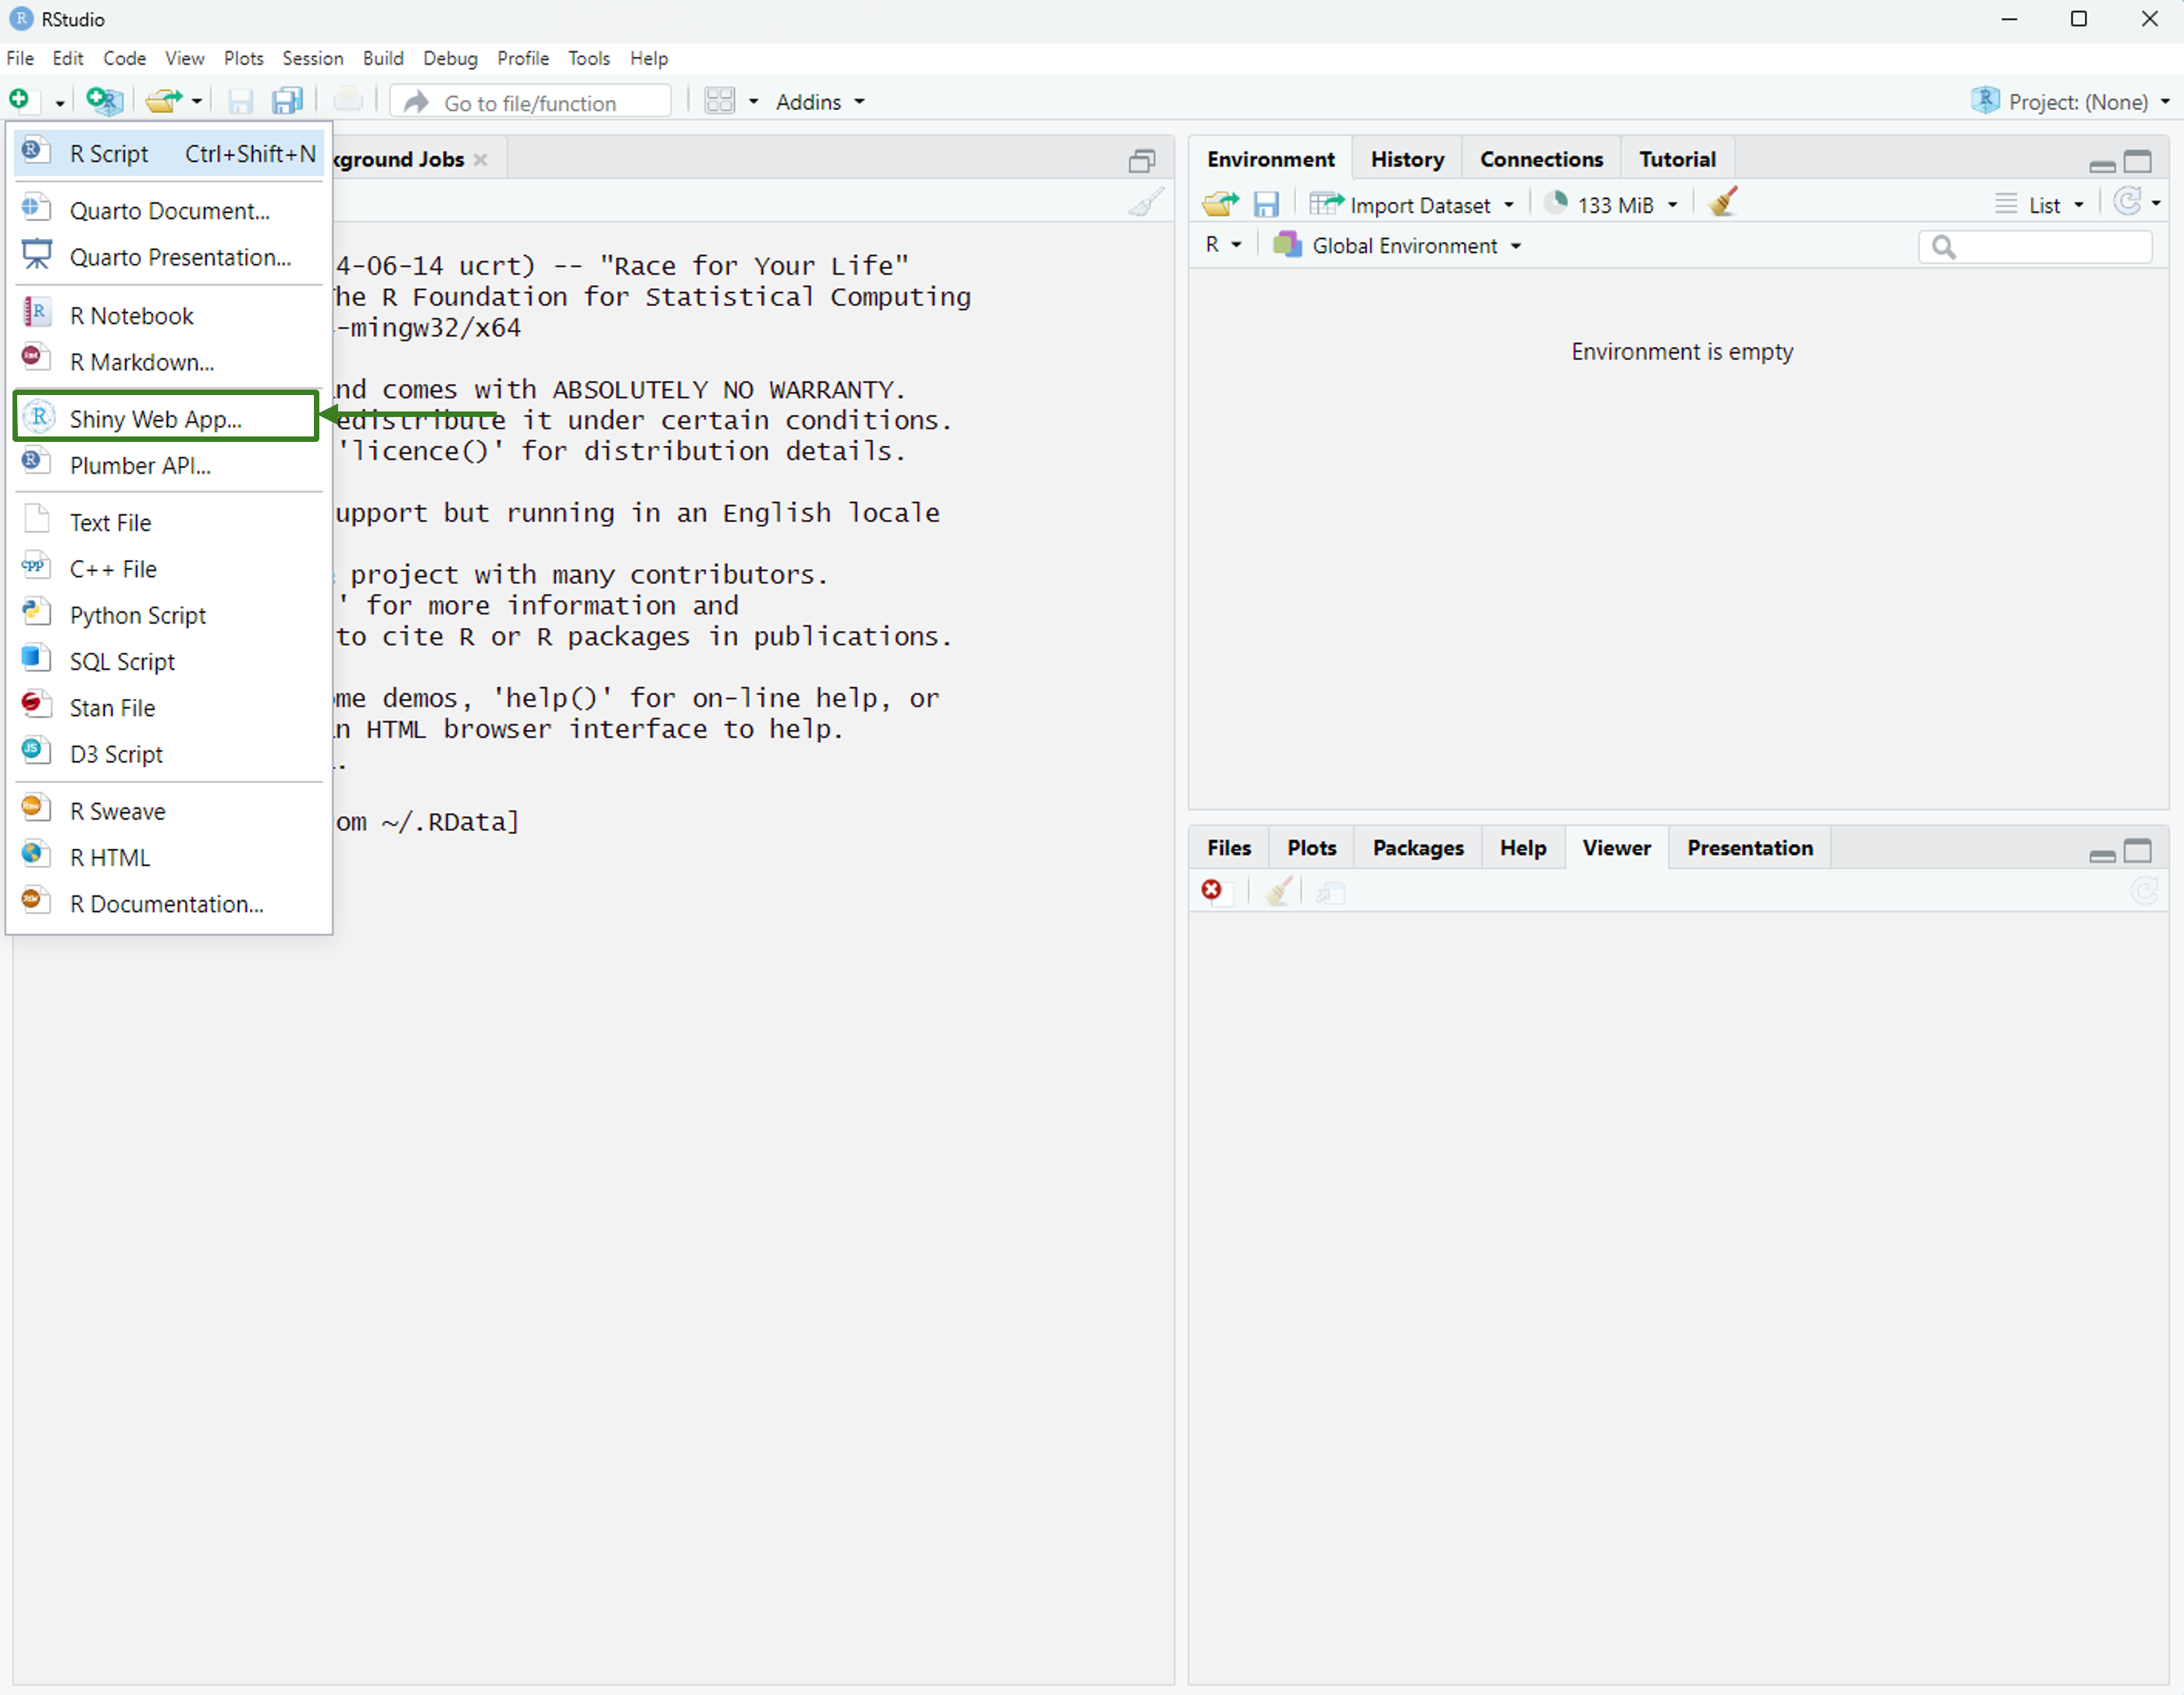 RStudio
File Edit Code View Plots Session Build Debug Profile Tools Help
Go to file/function Addins Project: (None)
R Script Ctrl+Shift+N
Quarto Document...
Quarto Presentation...
R Notebook
R Markdown...
Shiny Web App...
Plumber API...
Text File
C++ File
Python Script
SQL Script
Stan File
D3 Script
R Sweave
R HTML
R Documentation...
kground Jobs
4-06-14 ucrt) -- "Race for Your Life"
he R Foundation for Statistical Computing
-mingw32/x64
nd comes with ABSOLUTELY NO WARRANTY.
edistribute it under certain conditions.
'licence()' for distribution details.
upport but running in an English locale
project with many contributors.
' for more information and
to cite R or R packages in publications.
me demos, 'help()' for on-line help, or
n HTML browser interface to help.
.
om ~/.RData]
Environment History Connections Tutorial
Import Dataset 133 MiB List
R Global Environment
Environment is empty
Files Plots Packages Help Viewer Presentation